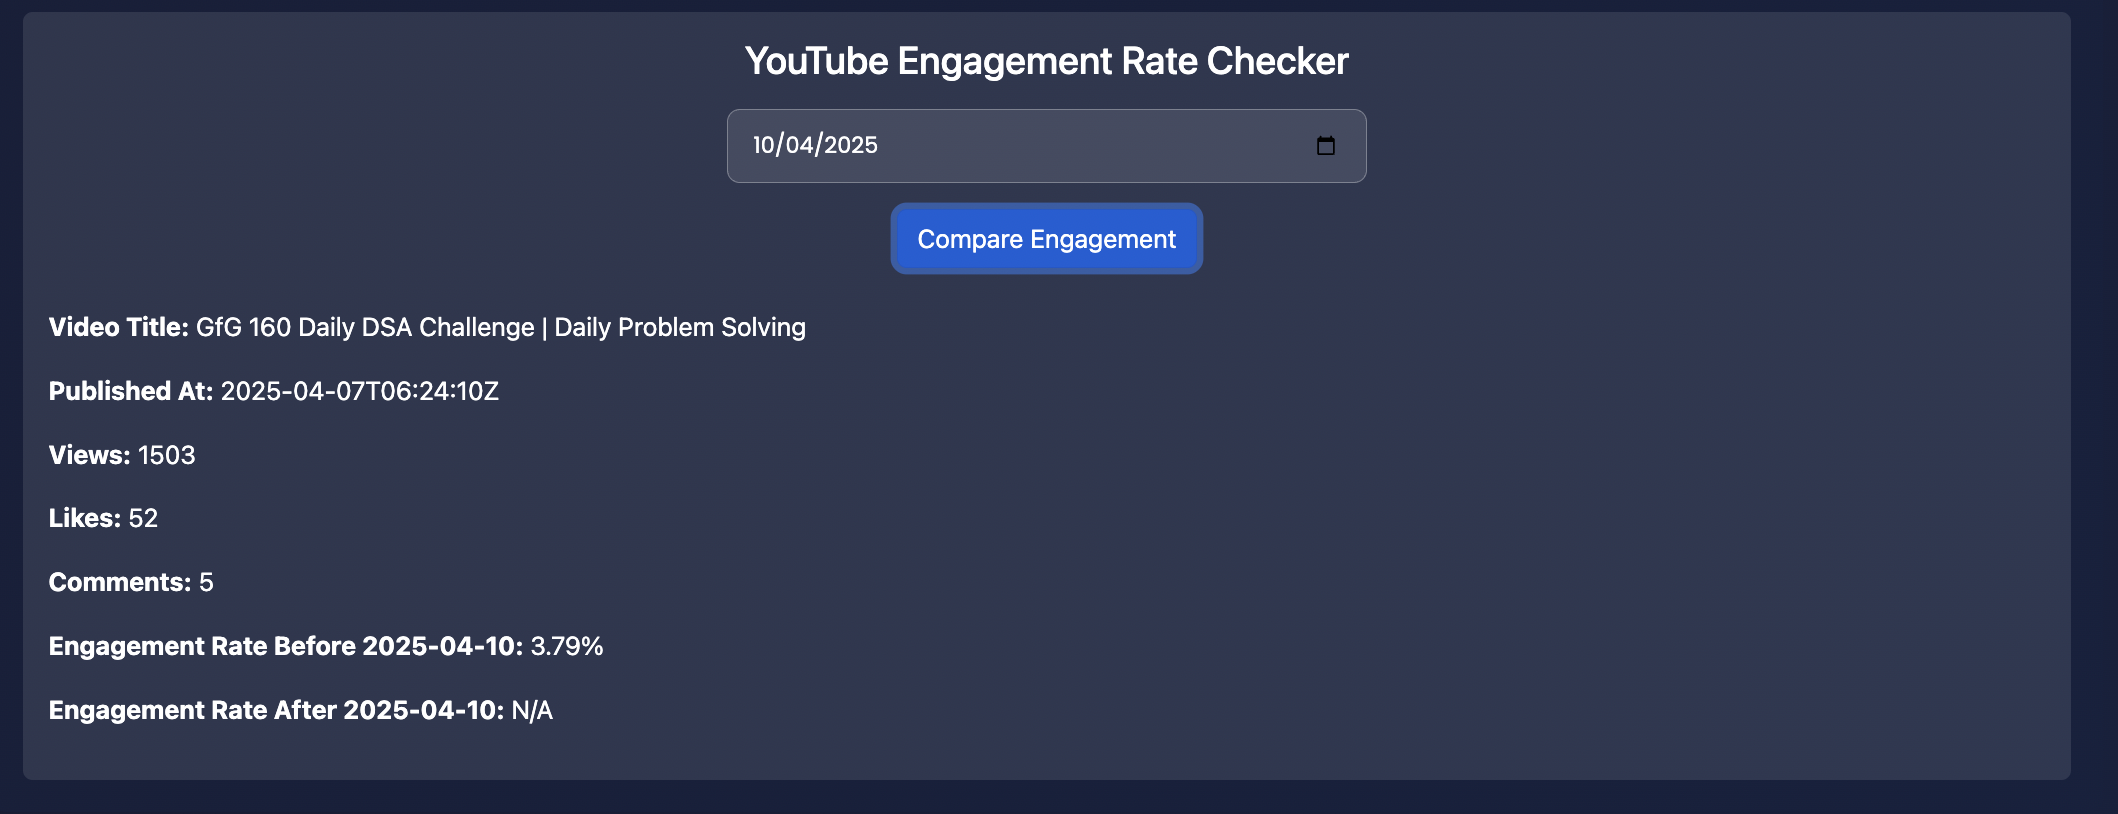 YouTube Engagement Rate Checker
10/04/2025
Compare Engagement
Video Title: GfG 160 Daily DSA Challenge | Daily Problem Solving
Published At: 2025-04-07T06:24:10Z
Views: 1503
Likes: 52
Comments: 5
Engagement Rate Before 2025-04-10: 3.79%
Engagement Rate After 2025-04-10: N/A